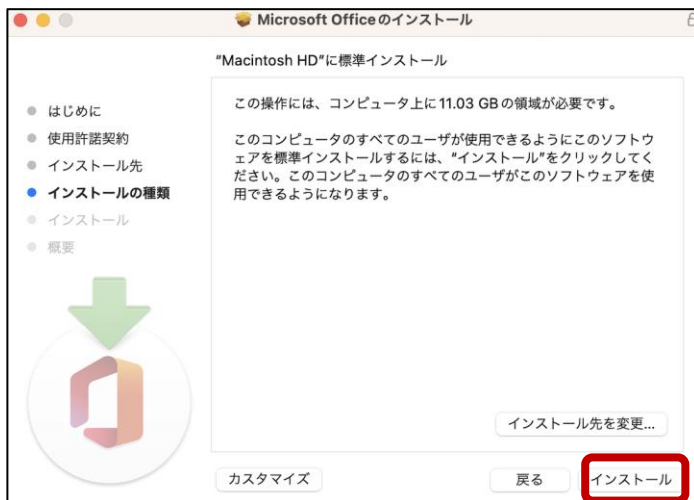 Microsoft Officeのインストール
"Macintosh HD"に標準インストール
はじめに
使用許諾契約
インストール先
インストールの種類
インストール
概要
この操作には、コンピュータ上に11.03 GBの領域が必要です。
このコンピュータのすべてのユーザが使用できるようにこのソフトウ
ェアを標準インストールするには、"インストール"をクリックしてく
ださい。このコンピュータのすべてのユーザがこのソフトウェアを使
用できるようになります。
インストール先を変更...
カスタマイズ
戻る
インストール